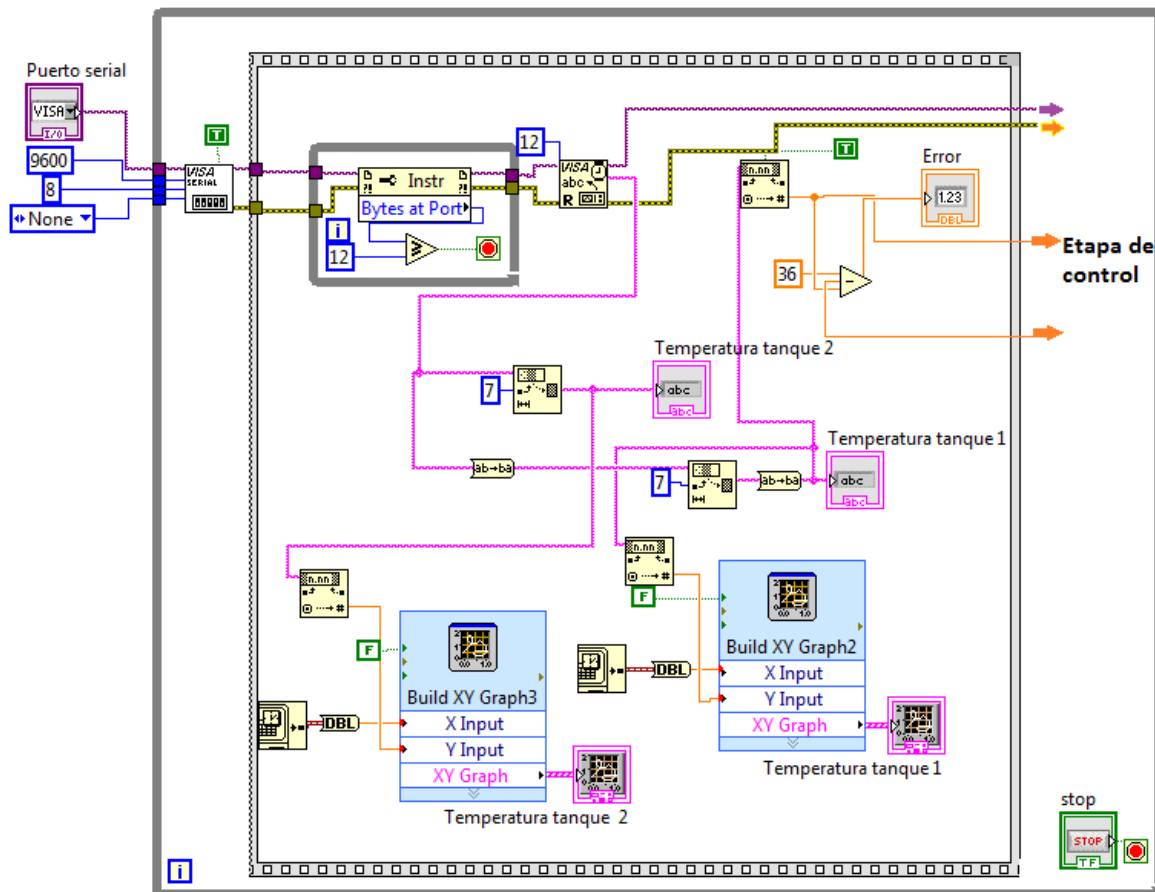 Puerto serial
VISA
I/O
9600
8
None
VISA
SERIAL
T
Instr
Bytes at Port
i
12
12
VISA
abc
R
n.nn
#
T
Error
1.23
DBL
36
Etapa de
control
7
Temperatura tanque 2
abc
abc
ab→ba
7
ab→ba
Temperatura tanque 1
abc
abc
n.nn
#
F
Build XY Graph3
X Input
Y Input
XY Graph
DBL
Temperatura tanque 2
n.nn
#
F
Build XY Graph2
X Input
Y Input
XY Graph
DBL
Temperatura tanque 1
stop
STOP
TF
i